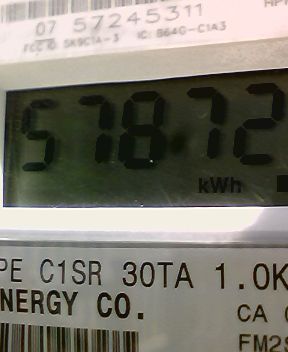 07 57245311
FCC ID: SK9C1A-3 IC: 864G-C1A3
57872
kWh
PE C1SR 30TA 1.0K
NERGY CO.
CA
FM2S